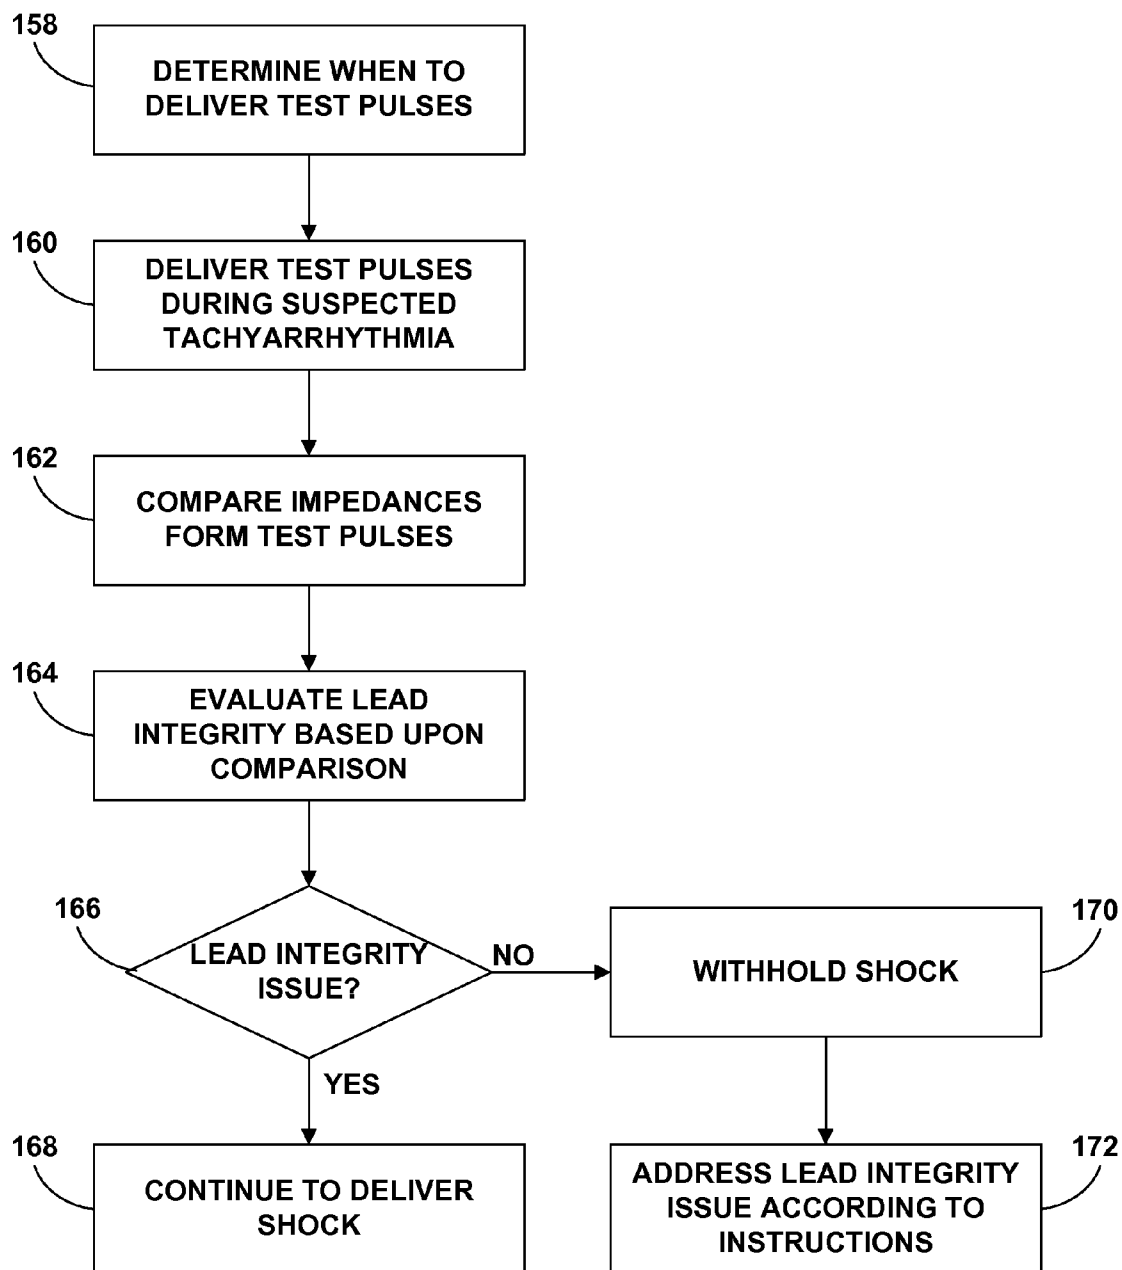 158
DETERMINE WHEN TO
DELIVER TEST PULSES
160
DELIVER TEST PULSES
DURING SUSPECTED
TACHYARRHYTHMIA
162
COMPARE IMPEDANCES
FORM TEST PULSES
164
EVALUATE LEAD
INTEGRITY BASED UPON
COMPARISON
166
LEAD INTEGRITY
ISSUE?
NO
170
WITHHOLD SHOCK
YES
168
CONTINUE TO DELIVER
SHOCK
172
ADDRESS LEAD INTEGRITY
ISSUE ACCORDING TO
INSTRUCTIONS